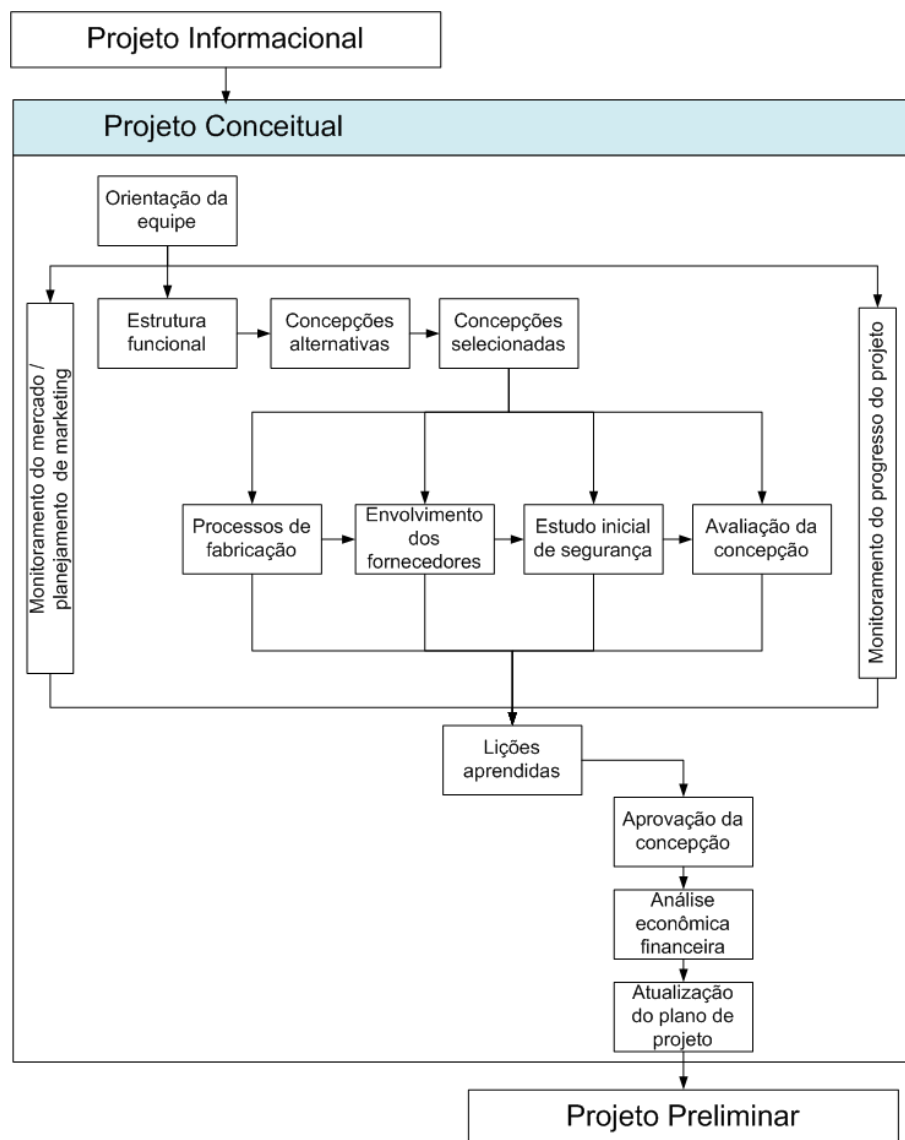 Projeto Informacional
Projeto Conceitual
Orientação da
equipe
Monitoramento do mercado /
planejamento de marketing
Estrutura
funcional
Concepções
alternativas
Concepções
selecionadas
Monitoramento do progresso do projeto
Processos de
fabricação
Envolvimento
dos
fornecedores
Estudo inicial
de segurança
Avaliação da
concepção
Lições
aprendidas
Aprovação da
concepção
Análise
econômica
financeira
Atualização
do plano de
projeto
Projeto Preliminar